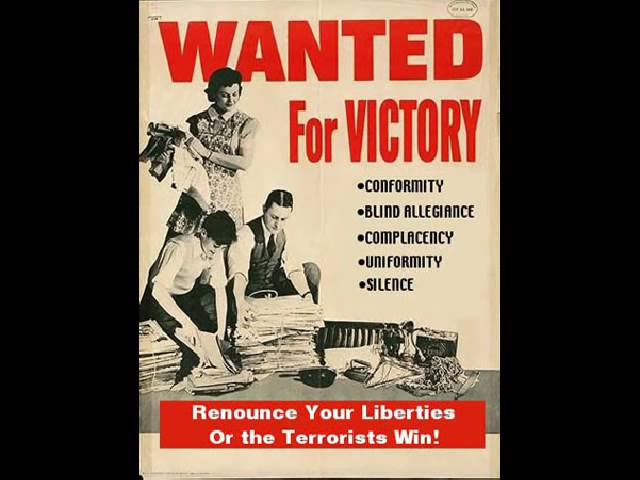 WANTED
For VICTORY
•CONFORMITY
•BLIND ALLEGIANCE
•COMPLACENCY
•UNIFORMITY
•SILENCE
Renounce Your Liberties
Or the Terrorists Win!